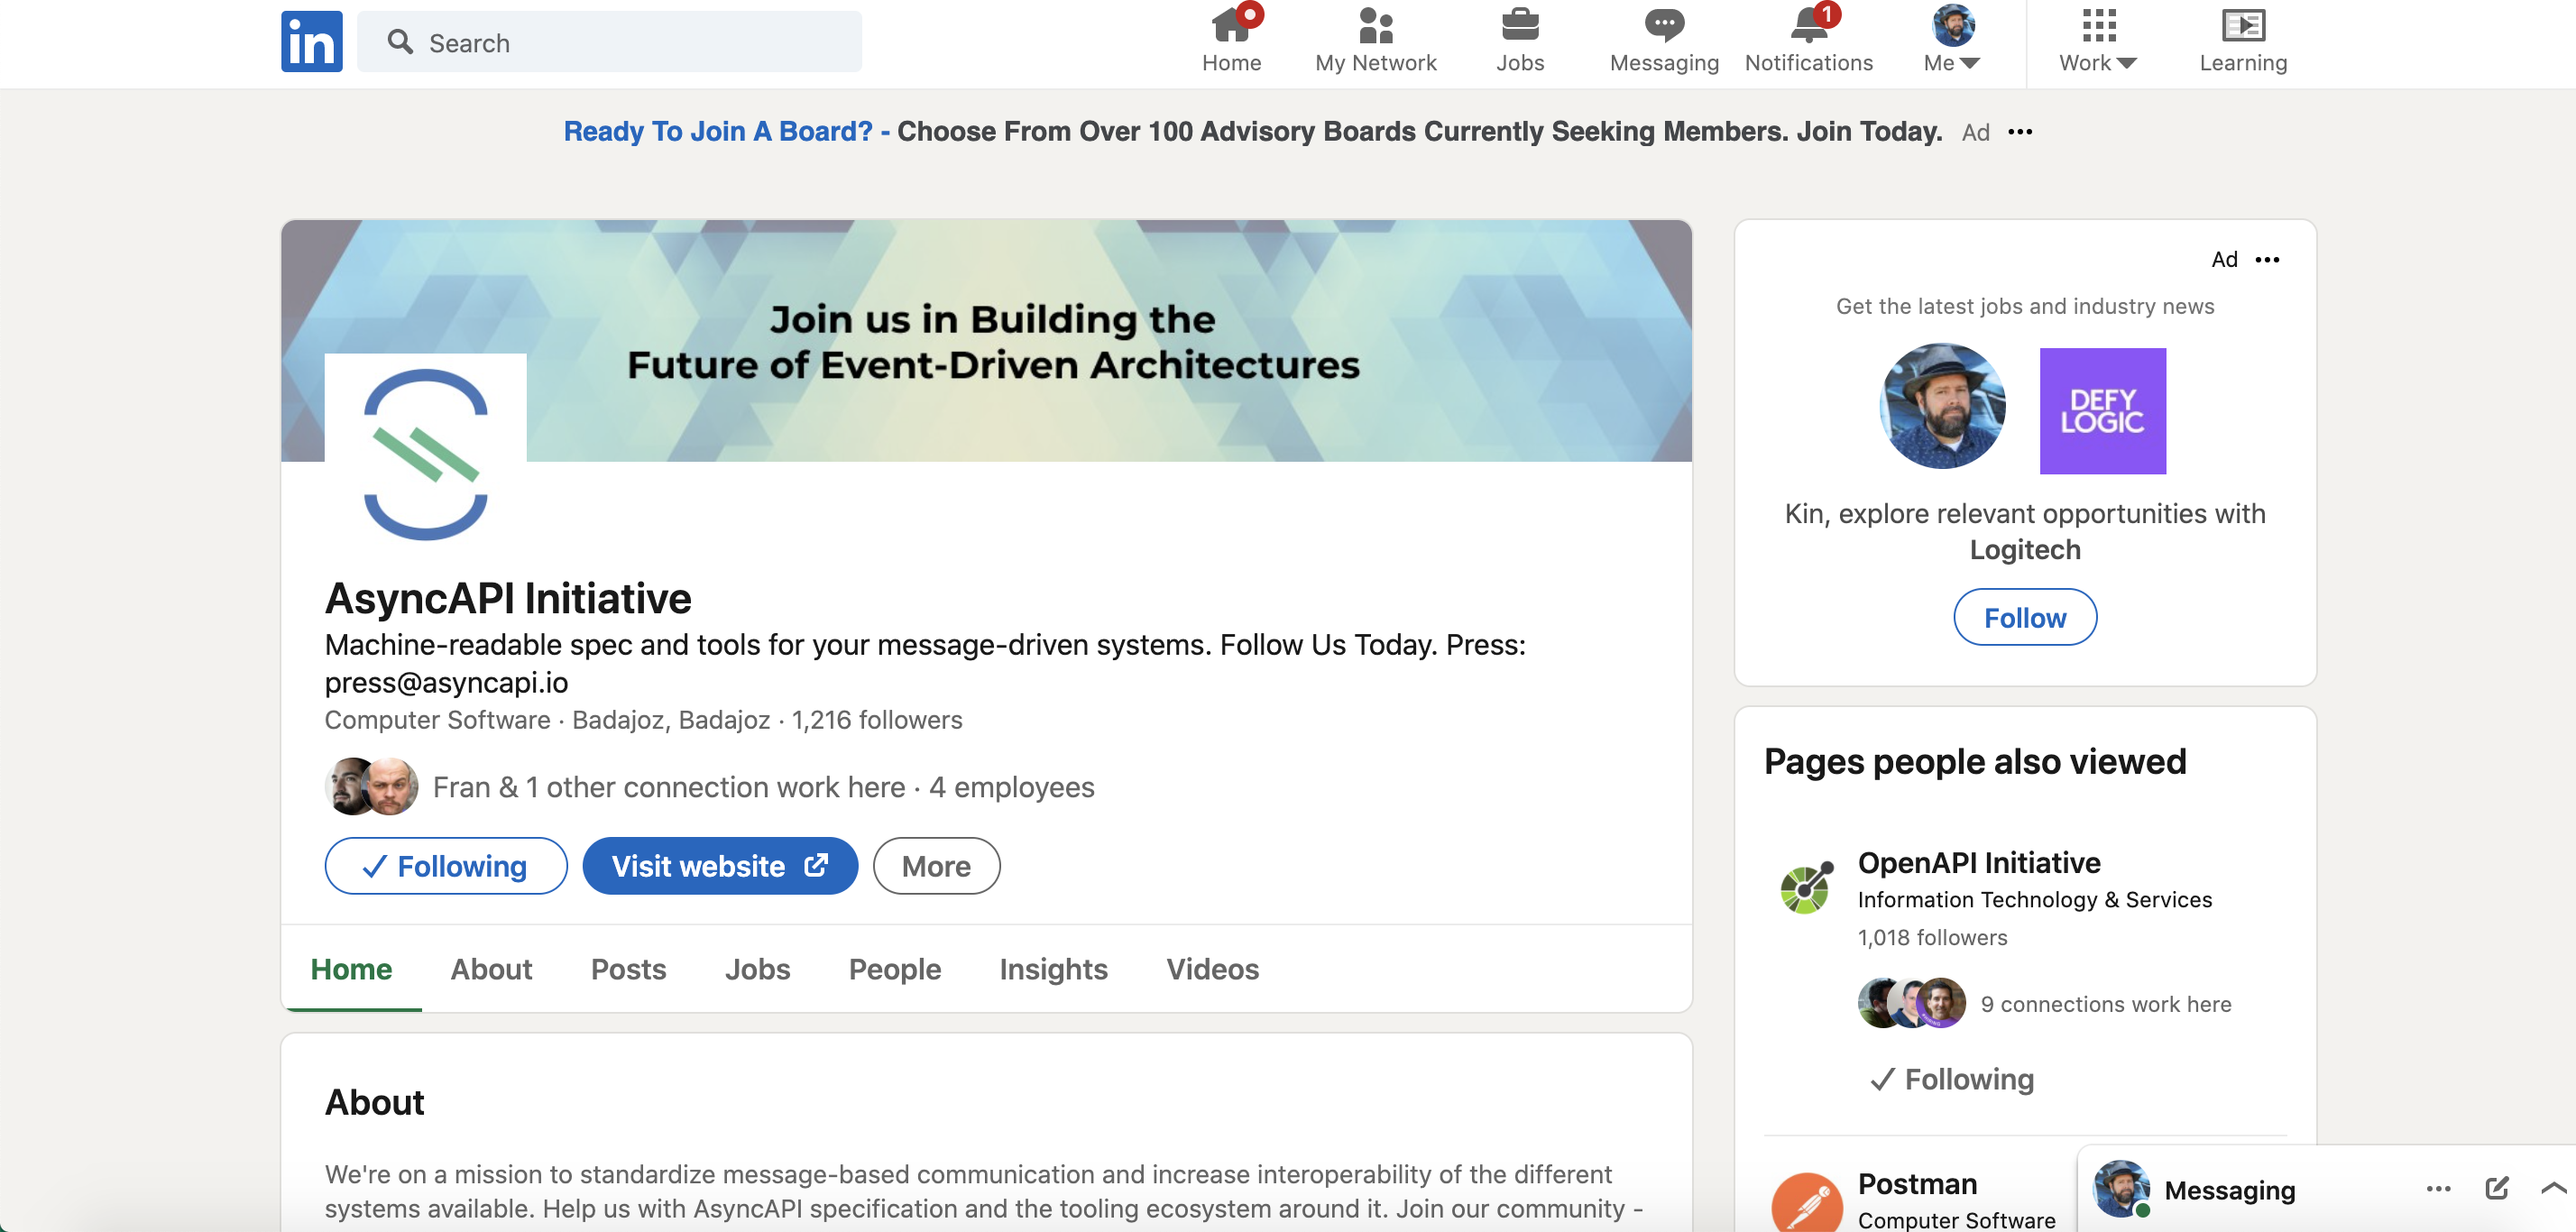 in
Search
Home
My Network
Jobs
Messaging
1
Notifications
Me
Work
Learning
Ready To Join A Board? - Choose From Over 100 Advisory Boards Currently Seeking Members. Join Today. Ad
Join us in Building the
Future of Event-Driven Architectures
AsyncAPI Initiative
Machine-readable spec and tools for your message-driven systems. Follow Us Today. Press:
press@asyncapi.io
Computer Software · Badajoz, Badajoz · 1,216 followers
Fran & 1 other connection work here · 4 employees
Following
Visit website
More
Home
About
Posts
Jobs
People
Insights
Videos
About
We're on a mission to standardize message-based communication and increase interoperability of the different
systems available. Help us with AsyncAPI specification and the tooling ecosystem around it. Join our community -
Ad
Get the latest jobs and industry news
DEFY
LOGIC
Kin, explore relevant opportunities with
Logitech
Follow
Pages people also viewed
OpenAPI Initiative
Information Technology & Services
1,018 followers
9 connections work here
Following
Postman
Computer Software
Messaging